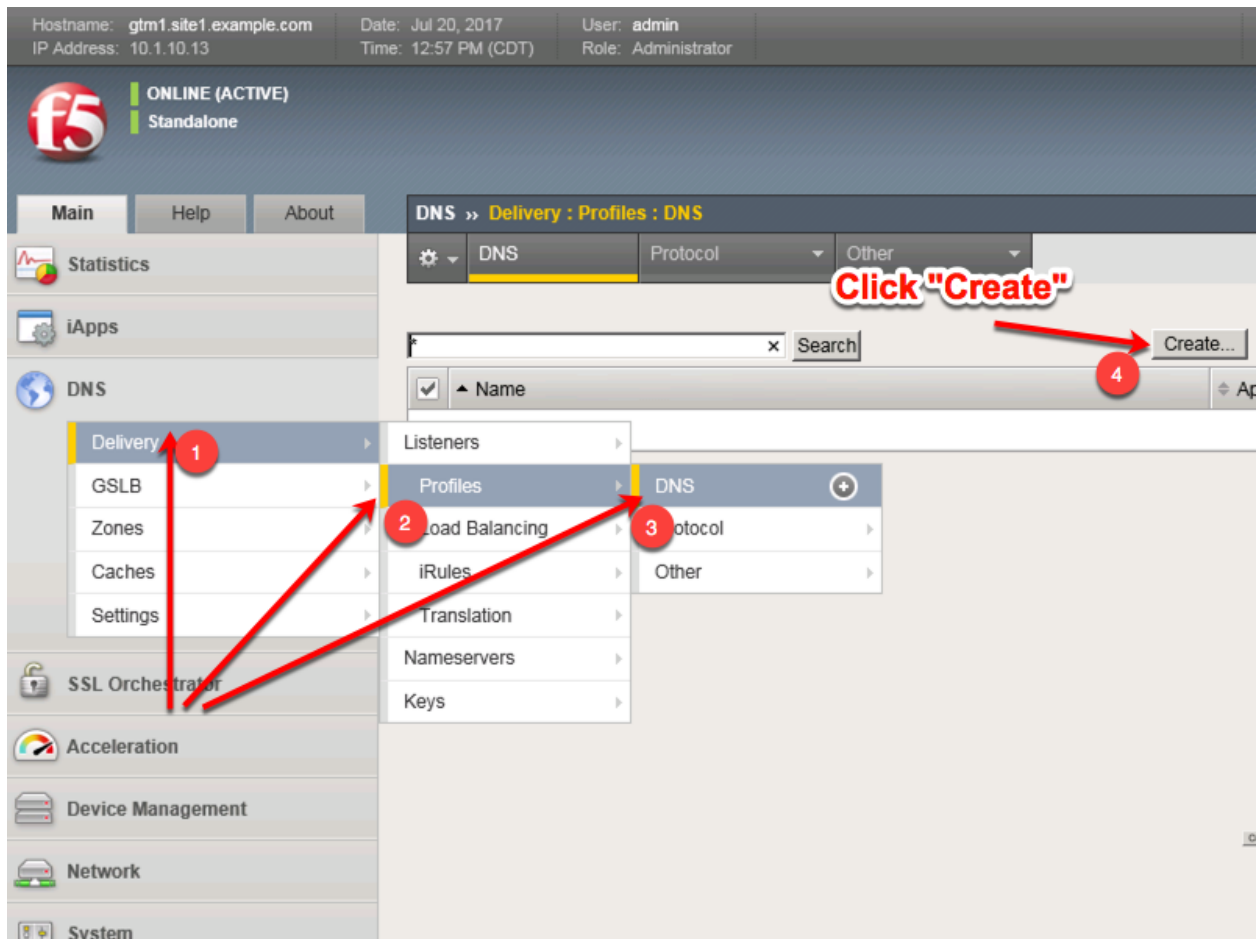 Hostname: gtm1.site1.example.com Date: Jul 20, 2017 User: admin
IP Address: 10.1.10.13 Time: 12:57 PM (CDT) Role: Administrator
f5
ONLINE (ACTIVE)
Standalone
Main Help About
DNS » Delivery : Profiles : DNS
DNS Protocol Other
Click "Create"
* × Search Create...
4
Name Ap
Statistics
iApps
DNS
Delivery 1
GSLB
Zones
Caches
Settings
Listeners
Profiles
2 Load Balancing
iRules
Translation
Nameservers
Keys
DNS
3 otocol
Other
SSL Orchestrator
Acceleration
Device Management
Network
System